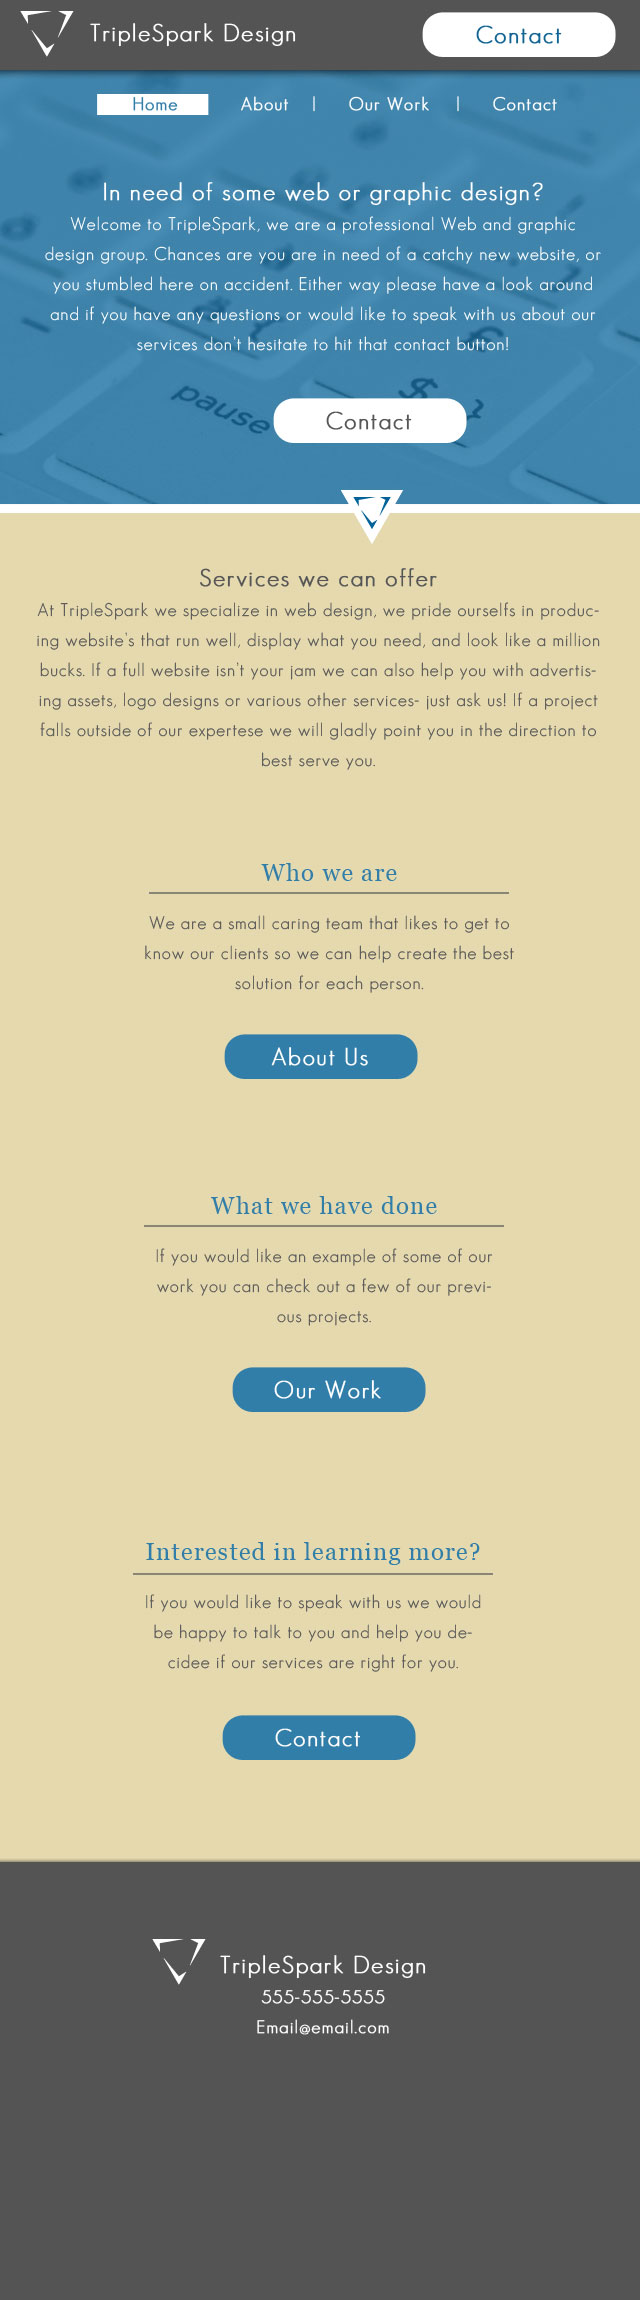 TripleSpark Design
Contact
Home About | Our Work | Contact
In need of some web or graphic design?
Welcome to TripleSpark, we are a professional Web and graphic
design group. Chances are you are in need of a catchy new website, or
you stumbled here on accident. Either way please have a look around
and if you have any questions or would like to speak with us about our
services don't hesitate to hit that contact button!
$
pause
Contact
Services we can offer
At TripleSpark we specialize in web design, we pride ourselfs in produc-
ing website's that run well, display what you need, and look like a million
bucks. If a full website isn't your jam we can also help you with advertis-
ing assets, logo designs or various other services- just ask us! If a project
falls outside of our expertese we will gladly point you in the direction to
best serve you.
Who we are
We are a small caring team that likes to get to
know our clients so we can help create the best
solution for each person.
About Us
What we have done
If you would like an example of some of our
work you can check out a few of our previ-
ous projects.
Our Work
Interested in learning more?
If you would like to speak with us we would
be happy to talk to you and help you de-
cidee if our services are right for you.
Contact
TripleSpark Design
555-555-5555
Email@email.com